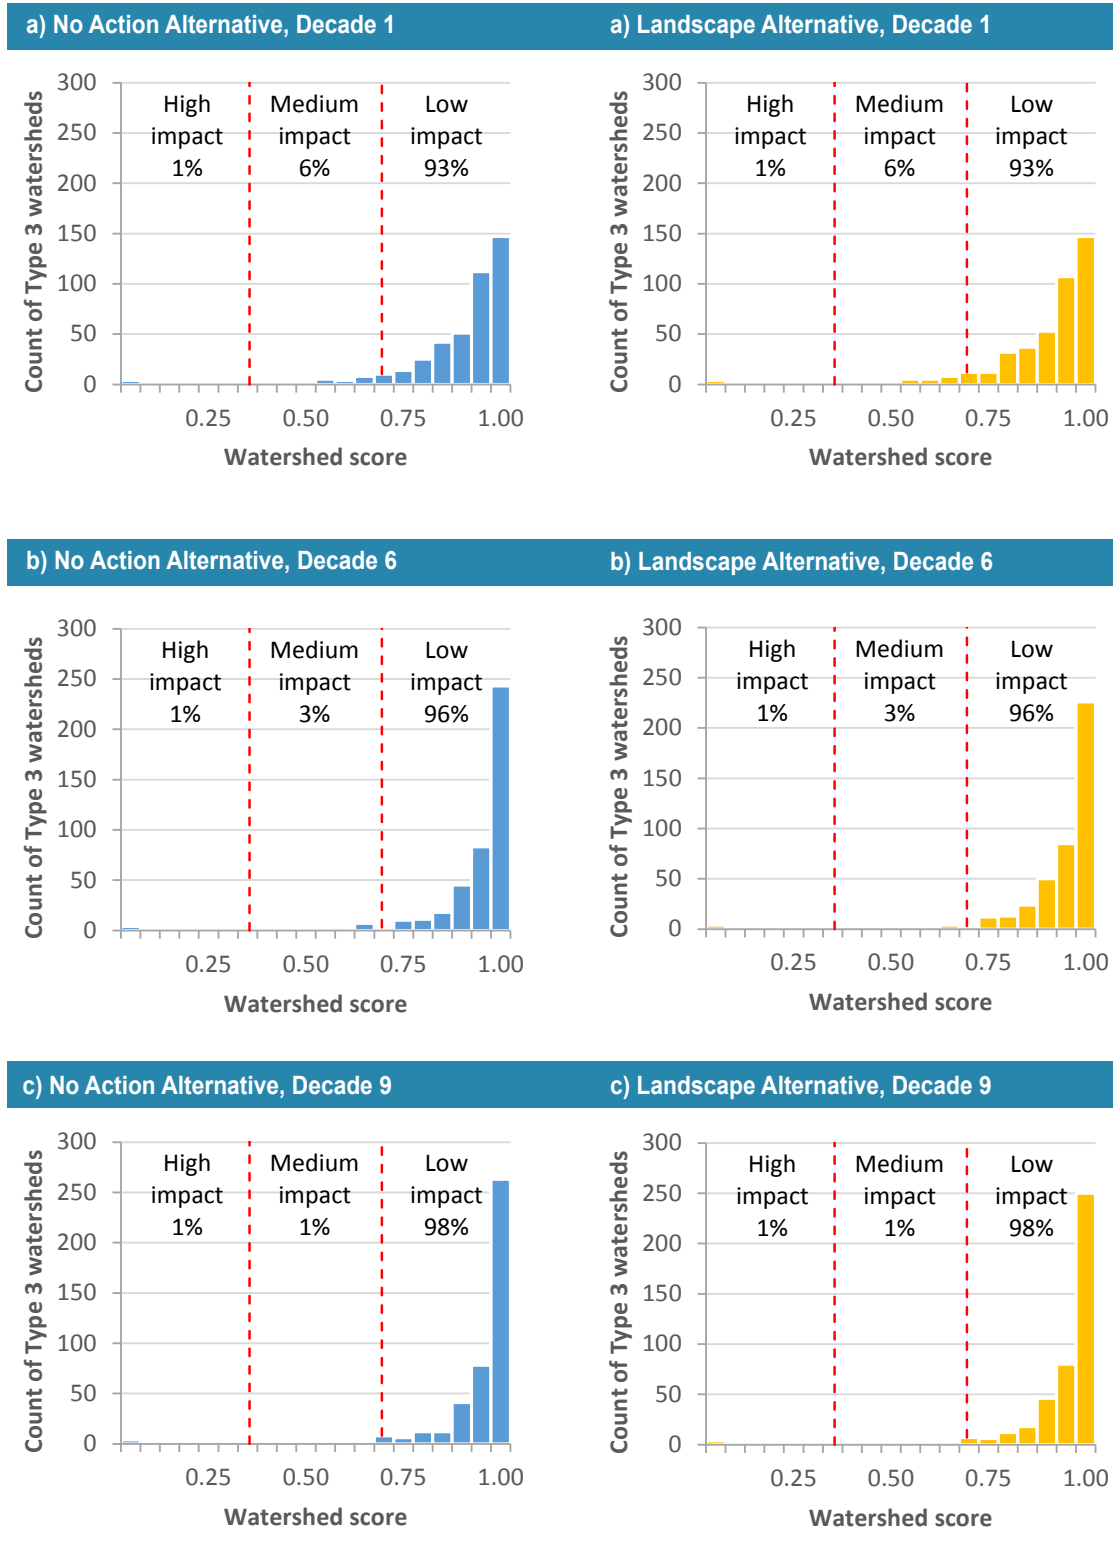 a) No Action Alternative, Decade 1
300
250
200
150
100
50
0
Count of Type 3 watersheds
High
impact
1%
Medium
impact
6%
Low
impact
93%
0.25 0.50 0.75 1.00
Watershed score
a) Landscape Alternative, Decade 1
300
250
200
150
100
50
0
Count of Type 3 watersheds
High
impact
1%
Medium
impact
6%
Low
impact
93%
0.25 0.50 0.75 1.00
Watershed score
b) No Action Alternative, Decade 6
300
250
200
150
100
50
0
Count of Type 3 watersheds
High
impact
1%
Medium
impact
3%
Low
impact
96%
0.25 0.50 0.75 1.00
Watershed score
b) Landscape Alternative, Decade 6
300
250
200
150
100
50
0
Count of Type 3 watersheds
High
impact
1%
Medium
impact
3%
Low
impact
96%
0.25 0.50 0.75 1.00
Watershed score
c) No Action Alternative, Decade 9
300
250
200
150
100
50
0
Count of Type 3 watersheds
High
impact
1%
Medium
impact
1%
Low
impact
98%
0.25 0.50 0.75 1.00
Watershed score
c) Landscape Alternative, Decade 9
300
250
200
150
100
50
0
Count of Type 3 watersheds
High
impact
1%
Medium
impact
1%
Low
impact
98%
0.25 0.50 0.75 1.00
Watershed score